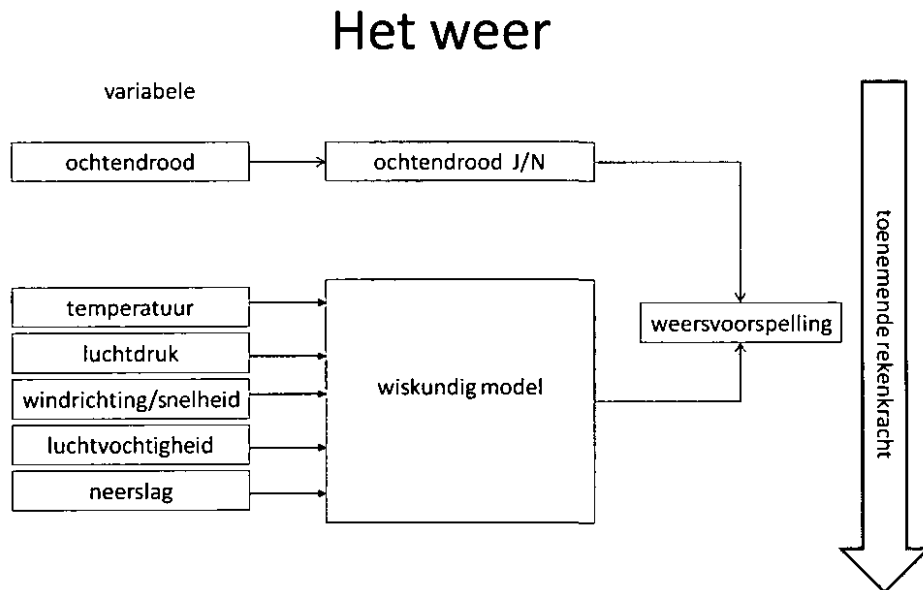 Het weer
variabele
ochtendrood
ochtendrood J/N
temperatuur
luchtdruk
windrichting/snelheid
luchtvochtigheid
neerslag
wiskundig model
weersvoorspelling
toenemende rekenkracht